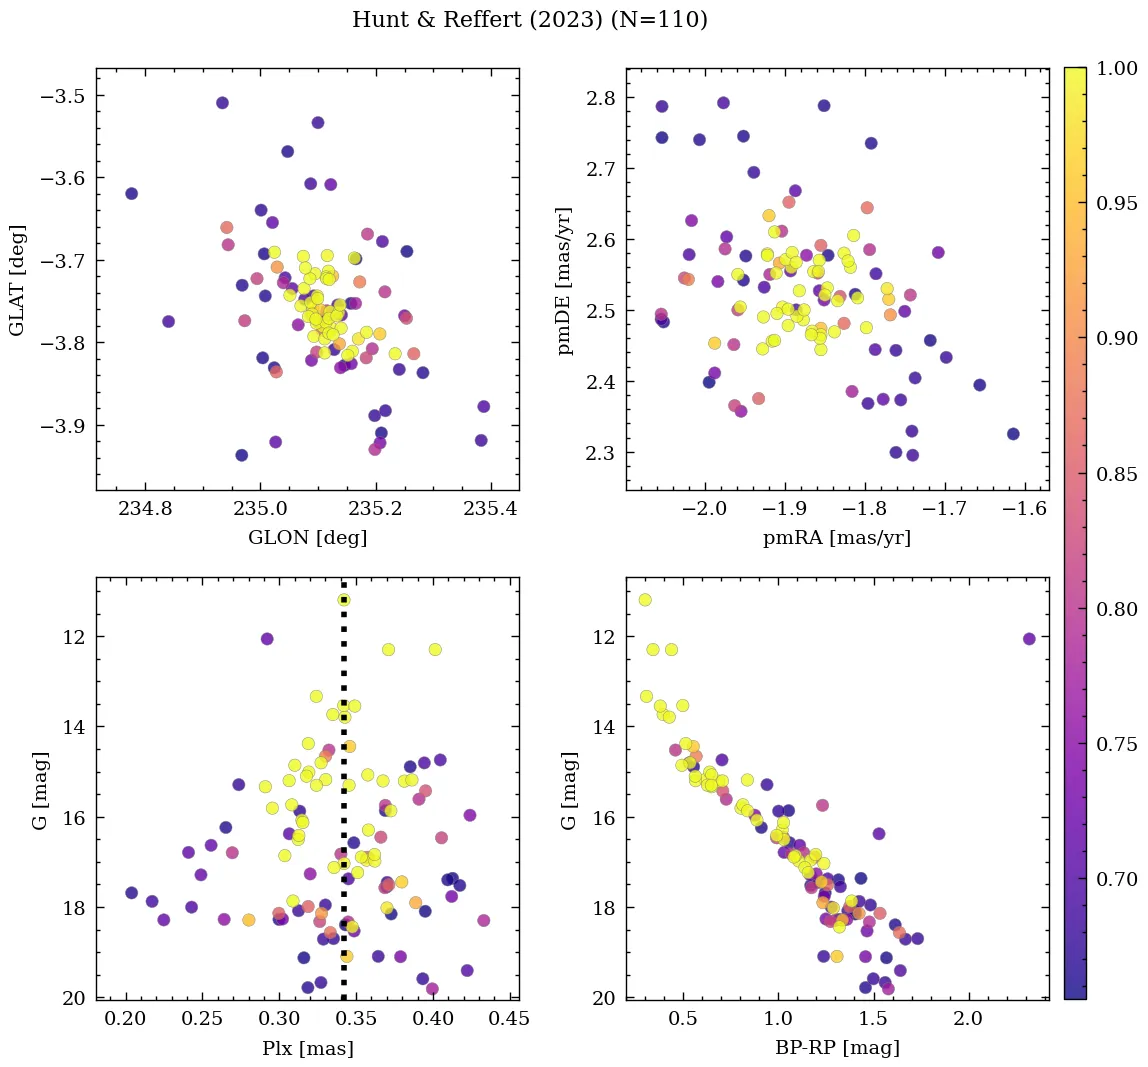 Hunt & Reffert (2023) (N=110)
−3.5
−3.6
−3.7
−3.8
−3.9
GLAT [deg]
234.8 235.0 235.2 235.4
GLON [deg]
2.8
2.7
2.6
2.5
2.4
2.3
pmDE [mas/yr]
−2.0 −1.9 −1.8 −1.7 −1.6
pmRA [mas/yr]
12
14
16
18
20
G [mag]
0.20 0.25 0.30 0.35 0.40 0.45
Plx [mas]
12
14
16
18
20
G [mag]
0.5 1.0 1.5 2.0
BP-RP [mag]
1.00
0.95
0.90
0.85
0.80
0.75
0.70